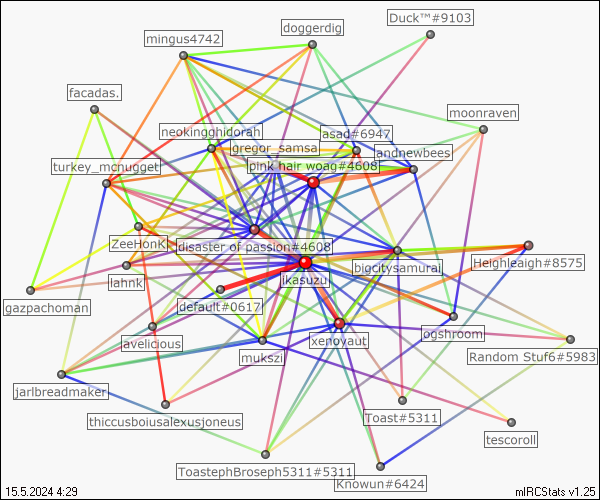 Duck™#9103
doggerdig
mingus4742
facadas.
moonraven
neokingghidorah
asad#6947
gregor_samsa
andnewbees
turkey_mcnugget
pink hair woag#4608
ZeeHonK
disaster of passion#4608
bigcitysamurai
Heighleaigh#8575
lahnk
ikasuzu
gazpachoman
default#0617
ogshroom
avelicious
xenoyaut
mukszi
Random Stuf6#5983
jarlbreadmaker
thiccusboiusalexusjoneus
Toast#5311
tescoroll
ToastephBroseph5311#5311
Knowun#6424
15.5.2024 4:29
mIRCStats v1.25